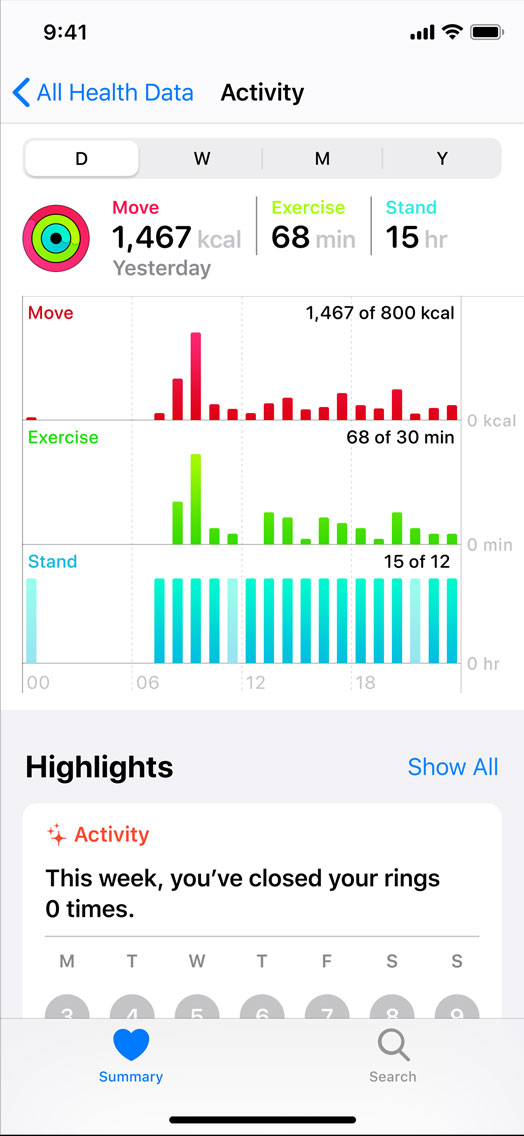 9:41
All Health Data Activity
D W M Y
Move Exercise Stand
1,467 kcal 68 min 15 hr
Yesterday
Move 1,467 of 800 kcal
0 kcal
Exercise 68 of 30 min
0 min
Stand 15 of 12
0 hr
00 06 12 18
Highlights Show All
Activity
This week, you’ve closed your rings
0 times.
M T W T F S S
3 4 5 6 7 8 9
Summary Search